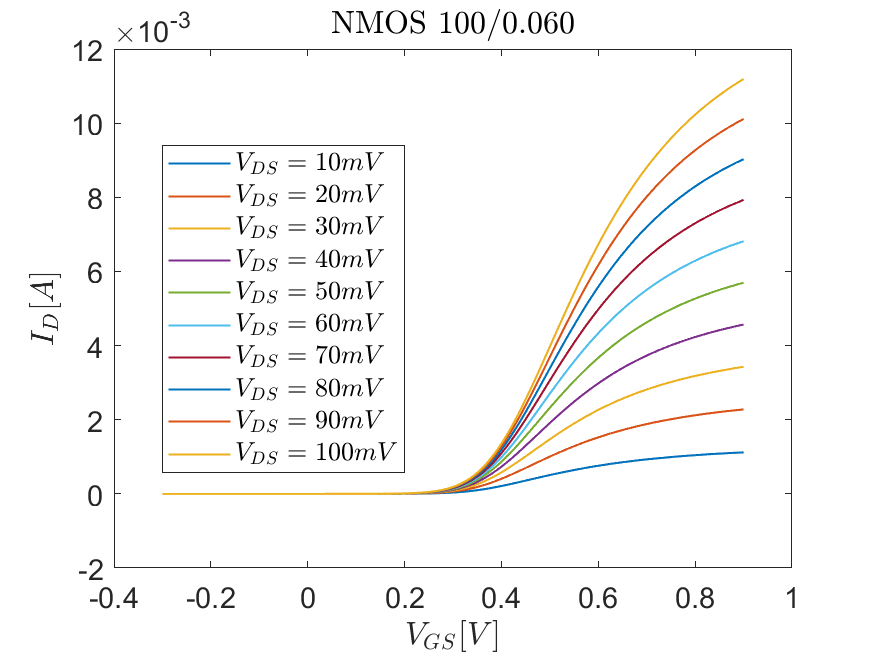 NMOS 100/0.060
×10-3
12
10
8
6
4
2
0
-2
I_D[A]
V_DS = 10mV
V_DS = 20mV
V_DS = 30mV
V_DS = 40mV
V_DS = 50mV
V_DS = 60mV
V_DS = 70mV
V_DS = 80mV
V_DS = 90mV
V_DS = 100mV
-0.4 -0.2 0 0.2 0.4 0.6 0.8 1
V_GS[V]